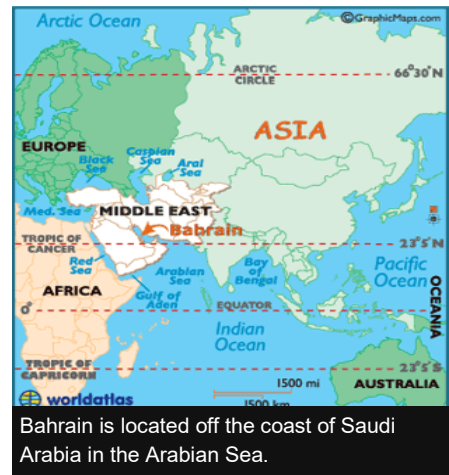 Arctic Ocean
©GraphicMaps.com
ARCTIC
CIRCLE
66°30'N
ASIA
EUROPE
Black
Sea
Caspian
Sea
Aral
Sea
Med. Sea
MIDDLE EAST
Bahrain
TROPIC OF
CANCER
23°5'N
Red
Sea
Arabian
Sea
Bay
of
Bengal
Pacific
Ocean
OCEANIA
AFRICA
Gulf of
Aden
0°
EQUATOR
Indian
Ocean
TROPIC OF
CAPRICORN
23°5'S
1500 mi
AUSTRALIA
worldatlas
1500 km
Bahrain is located off the coast of Saudi
Arabia in the Arabian Sea.